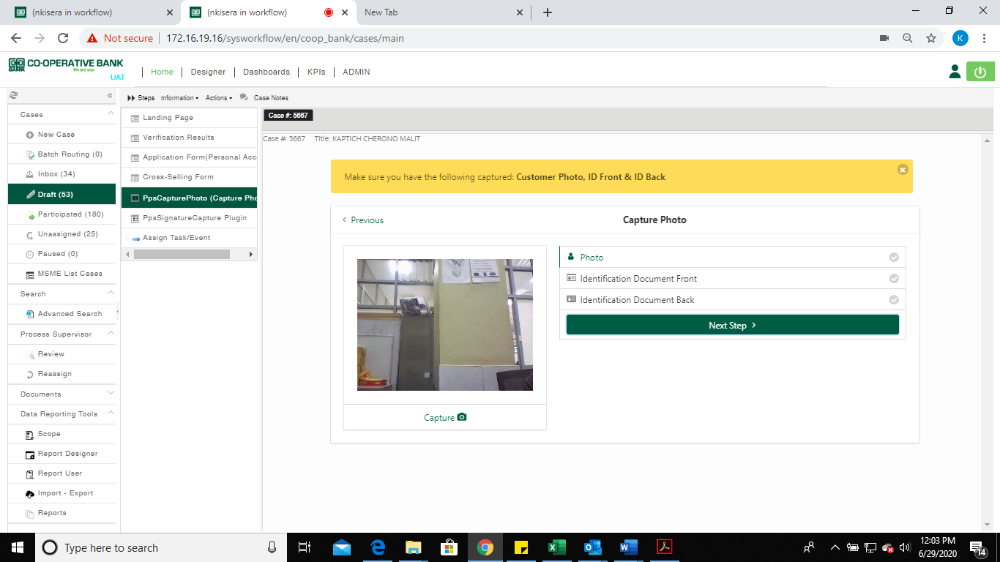 (nkisera in workflow)
(nkisera in workflow)
New Tab
Not secure
172.16.19.16/sysworkflow/en/coop_bank/cases/main
K
CO-OPERATIVE BANK
BANK
We are you
UAT
Home
Designer
Dashboards
KPIs
ADMIN
Steps
Information
Actions
Case Notes
Cases
New Case
Batch Routing (0)
Inbox (34)
Draft (53)
Participated (180)
Unassigned (25)
Paused (0)
MSME List Cases
Search
Advanced Search
Process Supervisor
Review
Reassign
Documents
Data Reporting Tools
Scope
Report Designer
Report User
Import - Export
Reports
Landing Page
Verification Results
Application Form(Personal Acc
Cross-Selling Form
PpsCapturePhoto (Capture Pho
PpsSignatureCapture Plugin
Assign Task/Event
Case #: 5667
Case #: 5667 Title: KAPTICH CHERONO MALIT
Make sure you have the following captured: Customer Photo, ID Front & ID Back
Previous
Capture Photo
Capture
Photo
Identification Document Front
Identification Document Back
Next Step
Type here to search
12:03 PM
6/29/2020
14